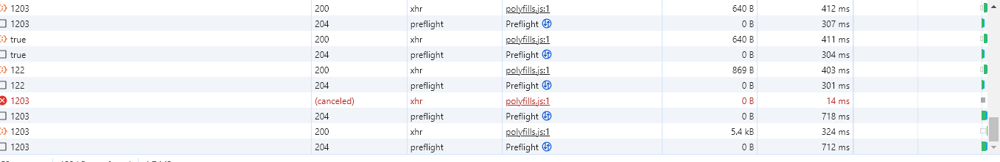 1203 200 xhr polyfills.js:1 640 B 412 ms
1203 204 preflight Preflight 0 B 307 ms
true 200 xhr polyfills.js:1 640 B 411 ms
true 204 preflight Preflight 0 B 304 ms
122 200 xhr polyfills.js:1 869 B 403 ms
122 204 preflight Preflight 0 B 301 ms
1203 (canceled) xhr polyfills.js:1 0 B 14 ms
1203 204 preflight Preflight 0 B 718 ms
1203 200 xhr polyfills.js:1 5.4 kB 324 ms
1203 204 preflight Preflight 0 B 712 ms